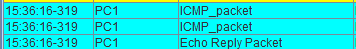 15:36:16-319 PC1 ICMP_packet
15:36:16-319 PC1 ICMP_packet
15:36:16-319 PC1 Echo Reply Packet